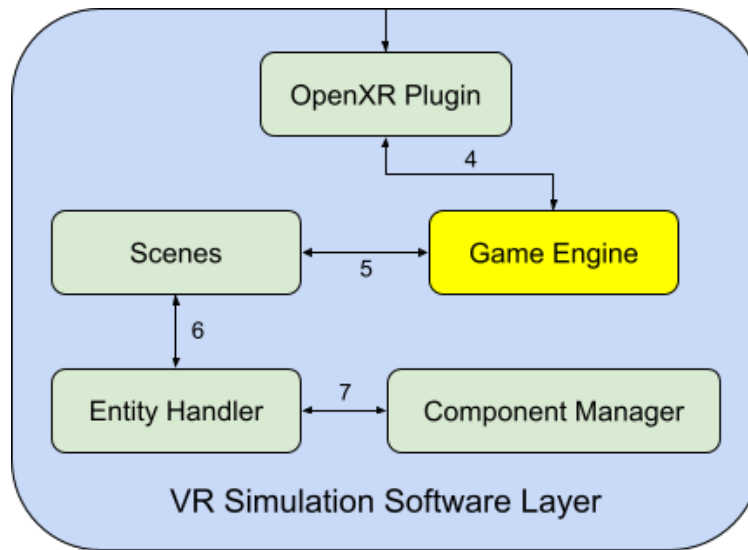 OpenXR Plugin
4
Scenes
5
Game Engine
6
Entity Handler
7
Component Manager
VR Simulation Software Layer